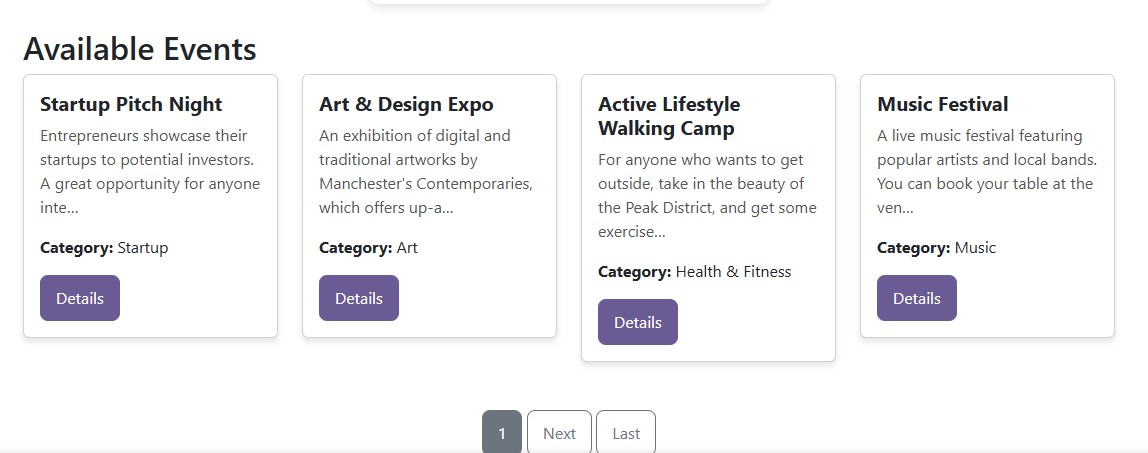 Available Events
Startup Pitch Night
Entrepreneurs showcase their
startups to potential investors.
A great opportunity for anyone
inte...
Category: Startup
Details
Art & Design Expo
An exhibition of digital and
traditional artworks by
Manchester's Contemporaries,
which offers up-a...
Category: Art
Details
Active Lifestyle
Walking Camp
For anyone who wants to get
outside, take in the beauty of
the Peak District, and get some
exercise...
Category: Health & Fitness
Details
Music Festival
A live music festival featuring
popular artists and local bands.
You can book your table at the
ven...
Category: Music
Details
1 Next Last